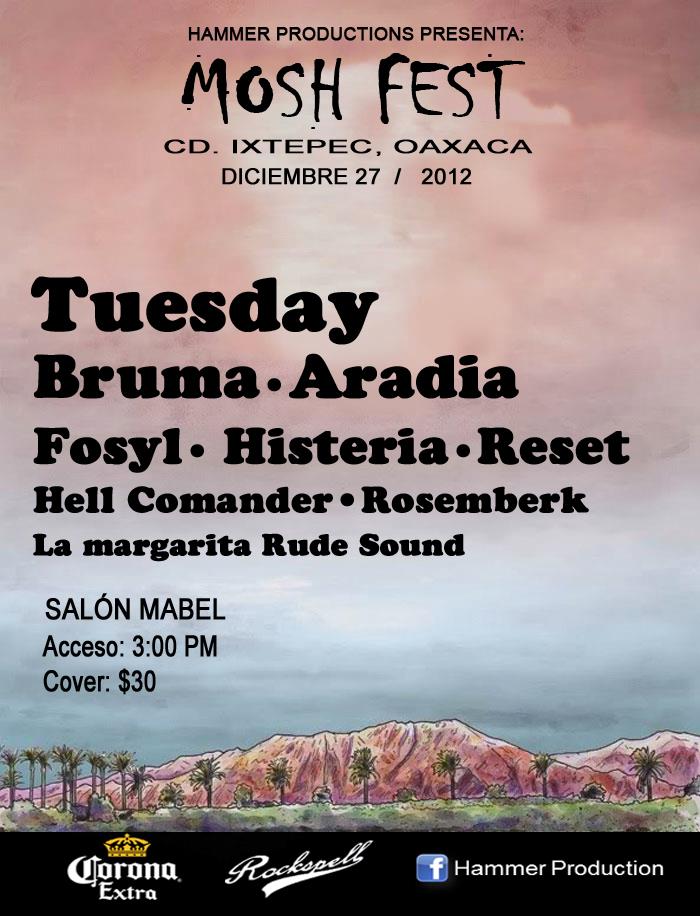 HAMMER PRODUCTIONS PRESENTA:
MOSH FEST
CD. IXTEPEC, OAXACA
DICIEMBRE 27 / 2012
Tuesday
Bruma • Aradia
Fosyl • Histeria • Reset
Hell Comander • Rosemberk
La margarita Rude Sound
SALÓN MABEL
Acceso: 3:00 PM
Cover: $30
Corona Extra
Rockspell
f Hammer Production